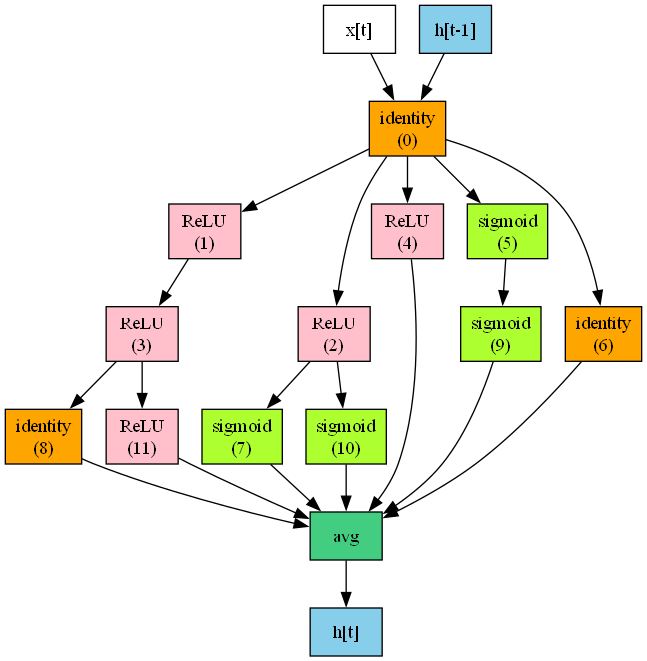 x[t]
h[t-1]
identity
(0)
ReLU
(1)
ReLU
(4)
sigmoid
(5)
ReLU
(3)
ReLU
(2)
sigmoid
(9)
identity
(6)
identity
(8)
ReLU
(11)
sigmoid
(7)
sigmoid
(10)
avg
h[t]